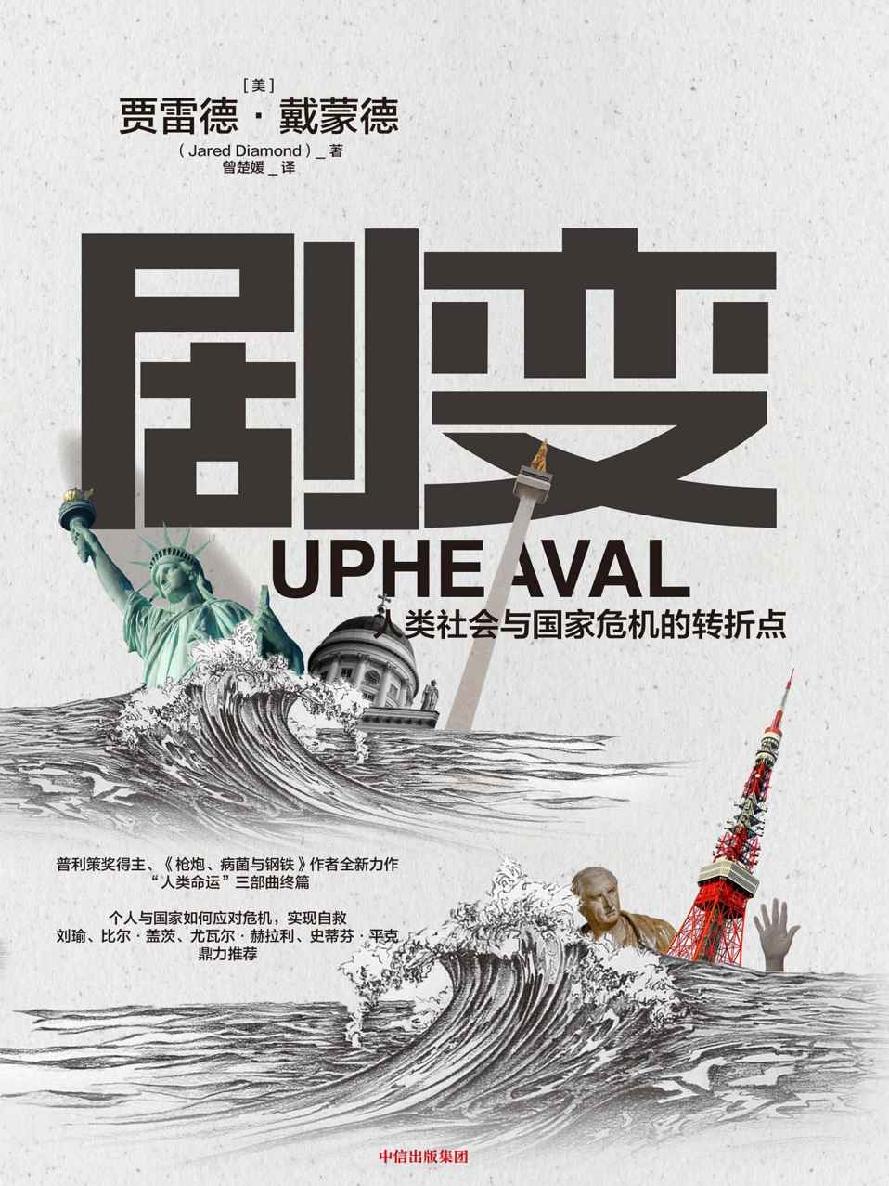 [美]
贾雷德·戴蒙德
（Jared Diamond）_著
曾楚媛_译
剧变
UPHEAVAL
人类社会与国家危机的转折点
普利策奖得主、《枪炮、病菌与钢铁》作者全新力作
“人类命运”三部曲终篇
个人与国家如何应对危机，实现自救
刘瑜、比尔·盖茨、尤瓦尔·赫拉利、史蒂芬·平克
鼎力推荐
中信出版集团